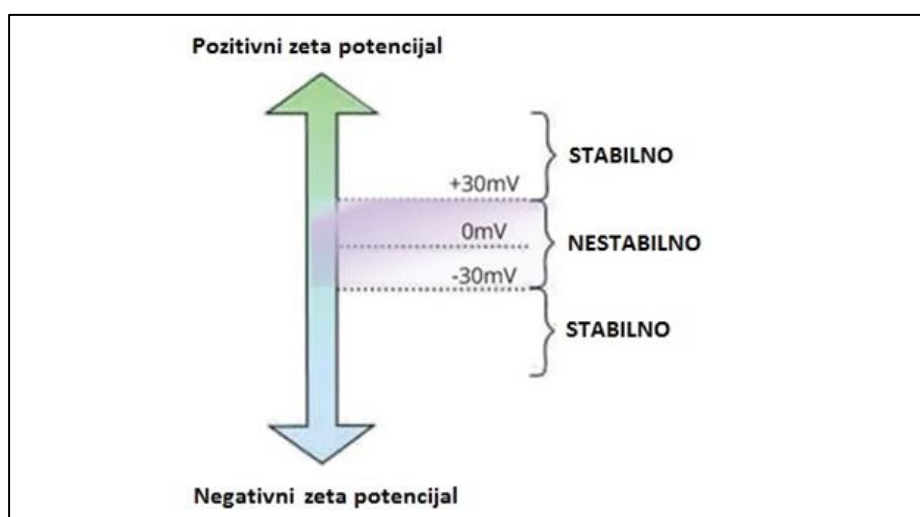 Pozitivni zeta potencijal
STABILNO
+30mV
0mV
NESTABILNO
-30mV
STABILNO
Negativni zeta potencijal